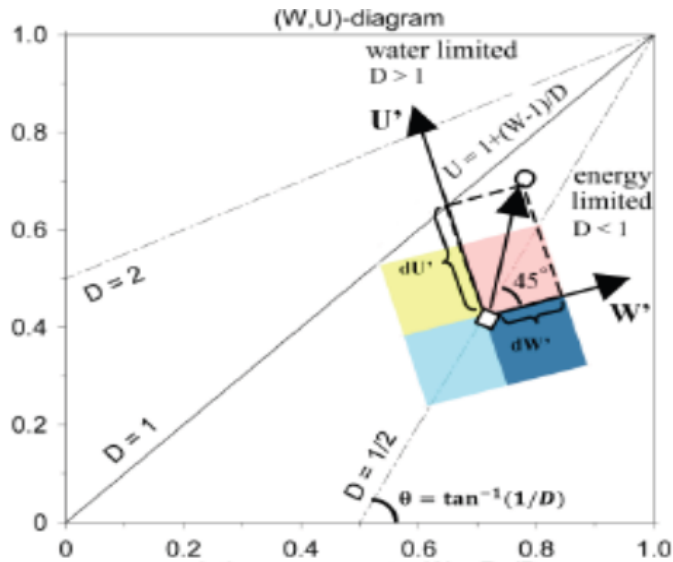 (W,U)-diagram
1.0
0.8
0.6
0.4
0.2
0
water limited
D > 1
U'
U = 1+(W-1)/D
energy
limited
D < 1
D = 2
dU'
45°
W'
dW'
D = 1
D = 1/2
θ = tan⁻¹(1/D)
0
0.2
0.4
0.6
0.8
1.0